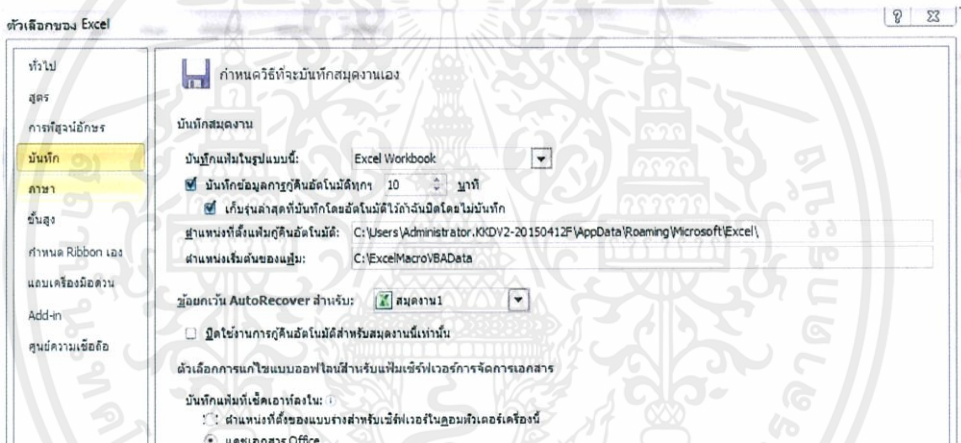 ตัวเลือกของ Excel
ทั่วไป
สูตร
การพิสูจน์อักษร
บันทึก
ภาษา
ขั้นสูง
กำหนด Ribbon เอง
แถบเครื่องมือด่วน
Add-in
ศูนย์ความเชื่อถือ
กำหนดวิธีที่จะบันทึกสมุดงานเอง
บันทึกสมุดงาน
บันทึกแฟ้มในรูปแบบนี้: Excel Workbook
บันทึกข้อมูลการกู้คืนอัตโนมัติทุกๆ 10 นาที
เก็บรุ่นล่าสุดที่บันทึกโดยอัตโนมัติไว้ถ้าฉันปิดโดยไม่บันทึก
ตำแหน่งที่ตั้งแฟ้มกู้คืนอัตโนมัติ: C:\Users\Administrator.KKDV2-20150412F\AppData\Roaming\Microsoft\Excel\
ตำแหน่งเริ่มต้นของแฟ้ม: C:\ExcelMacroVBAData
ข้อยกเว้น AutoRecover สำหรับ: สมุดงาน1
ปิดใช้งานการกู้คืนอัตโนมัติสำหรับสมุดงานนี้เท่านั้น
ตัวเลือกการแก้ไขแบบออฟไลน์สำหรับแฟ้มเซิร์ฟเวอร์การจัดการเอกสาร
บันทึกแฟ้มที่เช็คเอาท์ลงใน:
ตำแหน่งที่ตั้งของแบบร่างสำหรับเซิร์ฟเวอร์ในคอมพิวเตอร์เครื่องนี้
แคชเอกสาร Office